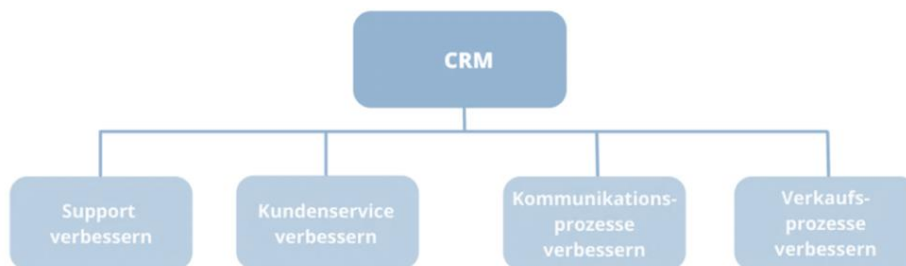 CRM
Support
verbessern
Kundenservice
verbessern
Kommunikations-
prozesse
verbessern
Verkaufs-
prozesse
verbessern